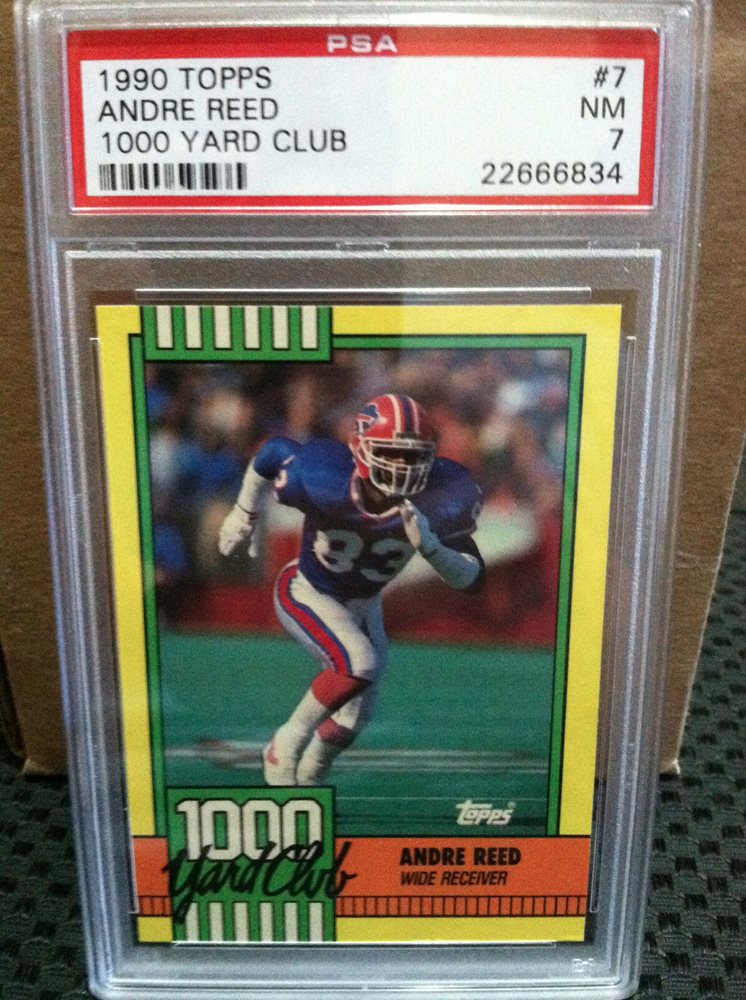 PSA
1990 TOPPS #7
ANDRE REED NM
1000 YARD CLUB 7
22666834
83
topps®
1000
Yard Club
ANDRE REED
WIDE RECEIVER